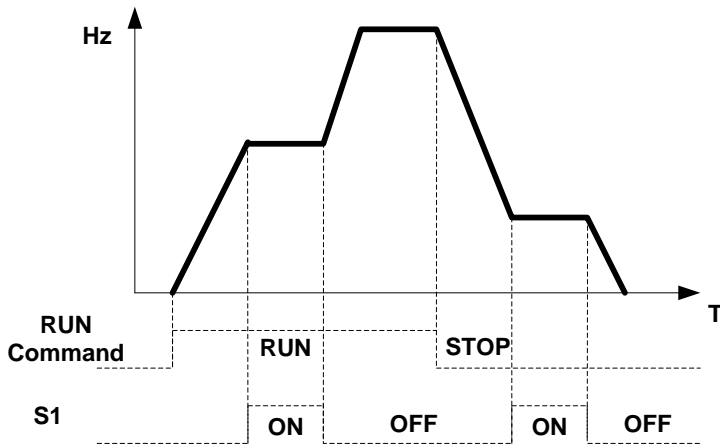 Hz
T
RUN
Command
RUN
STOP
S1
ON
OFF
ON
OFF